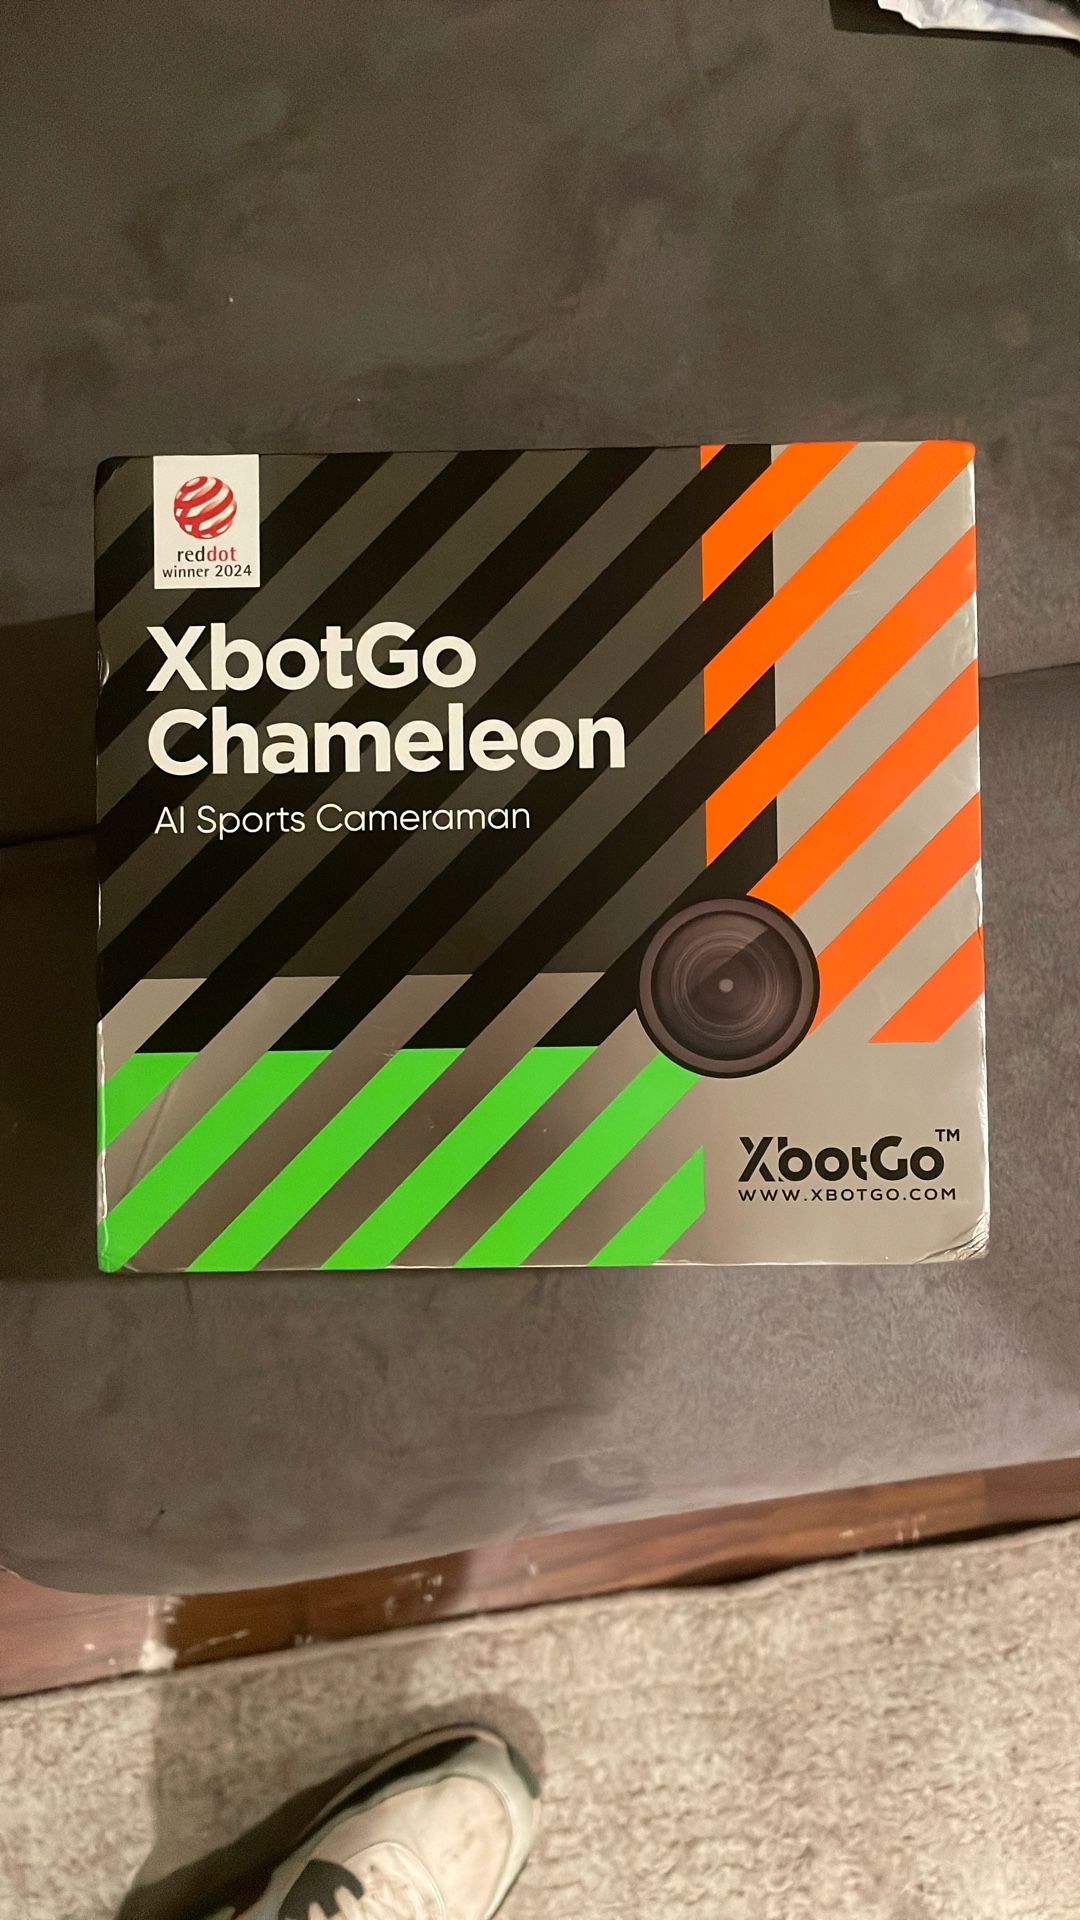 reddot
winner 2024
XbotGo
Chameleon
AI Sports Cameraman
XbotGo™
WWW.XBOTGO.COM